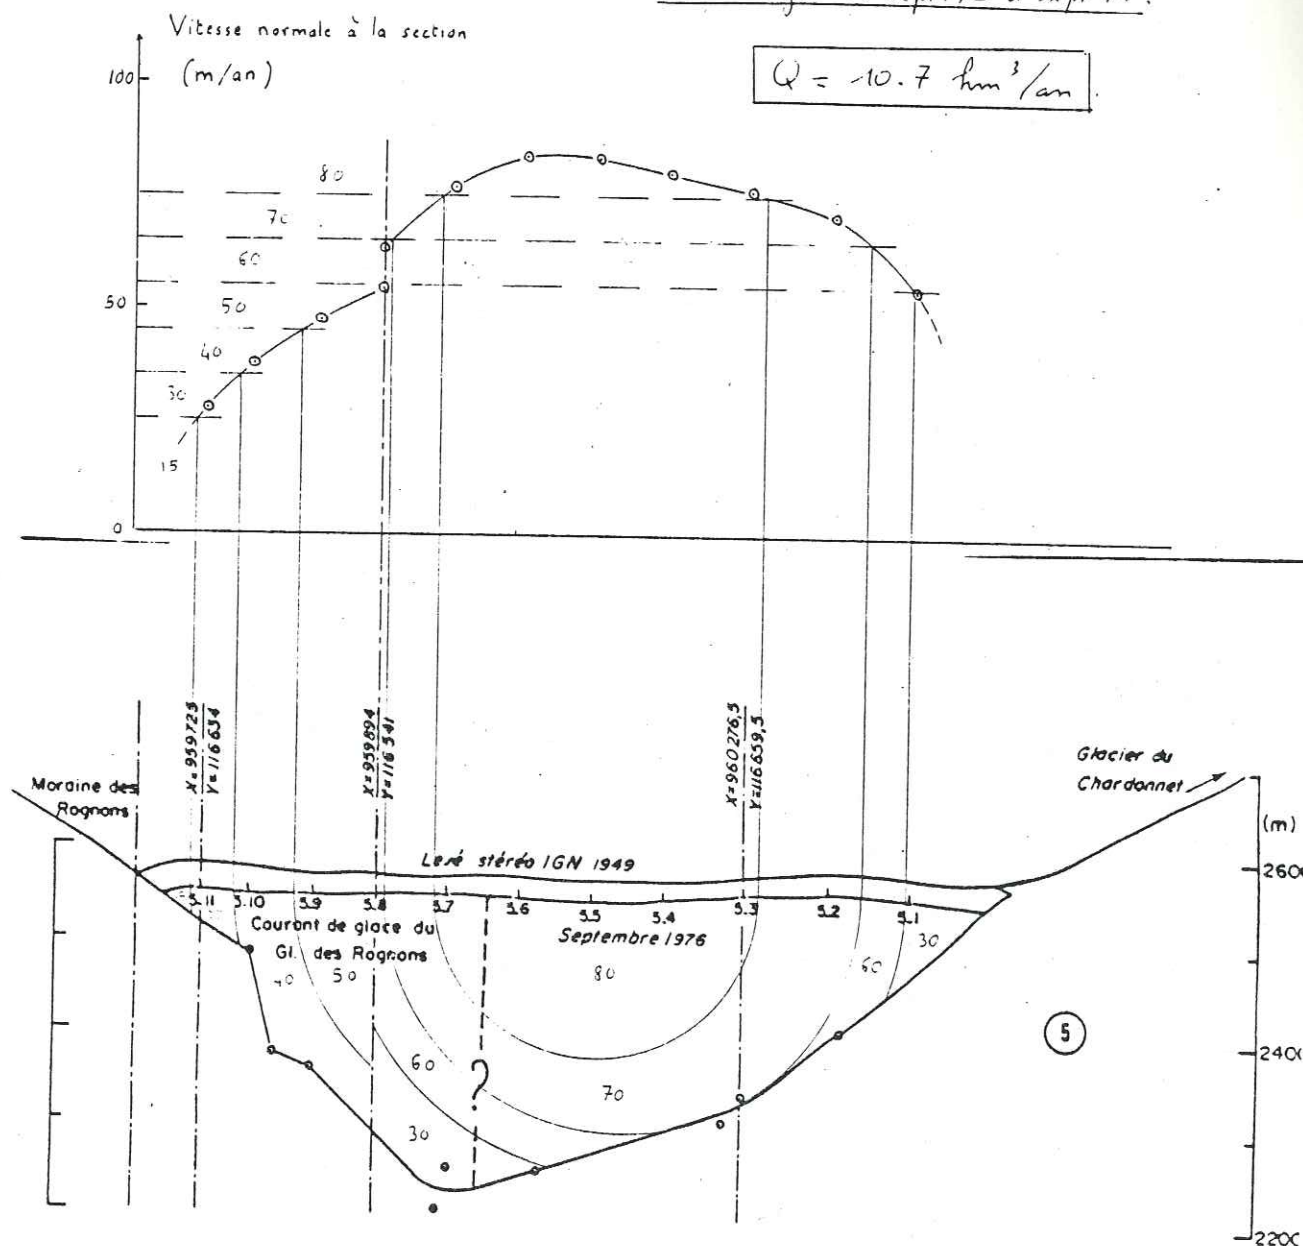 Vitesse normale à la section
(m/an)
Q = 10.7 hm³/an
100
80
70
60
50
50
40
30
15
0
X=959725
Y=116634
X=959894
Y=116541
X=960276,5
Y=116659,5
Moraine des
Rognons
Glacier du
Chardonnet
(m)
Levé stéréo IGN 1949
2600
5.11 5.10 5.9 5.8 5.7 5.6 5.5 5.4 5.3 5.2 5.1
Courant de glace du
Gl. des Rognons
Septembre 1976
30
40
50
80
60
5
2400
60
?
70
30
2200